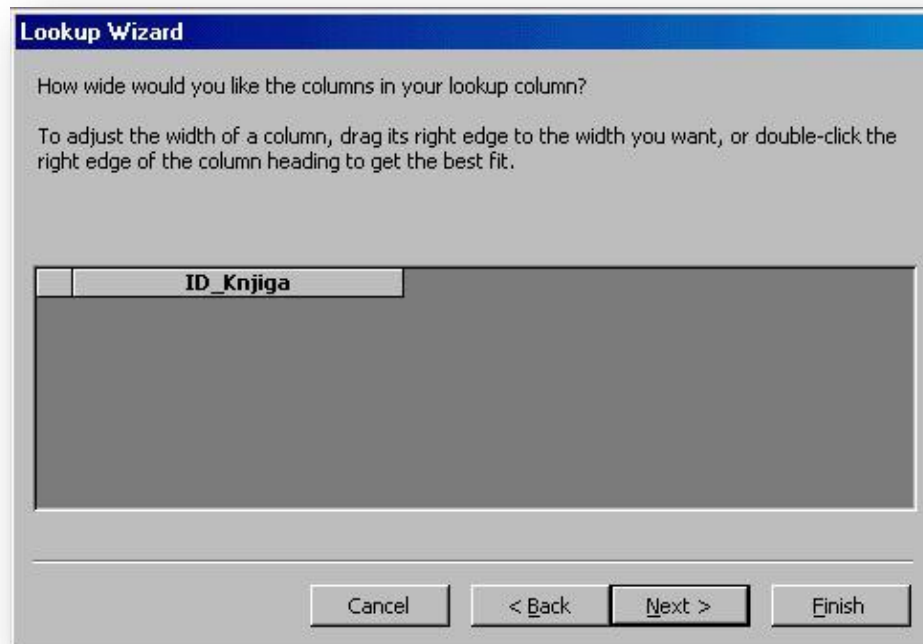 Lookup Wizard
How wide would you like the columns in your lookup column?
To adjust the width of a column, drag its right edge to the width you want, or double-click the
right edge of the column heading to get the best fit.
ID_Knjiga
Cancel
< Back
Next >
Finish